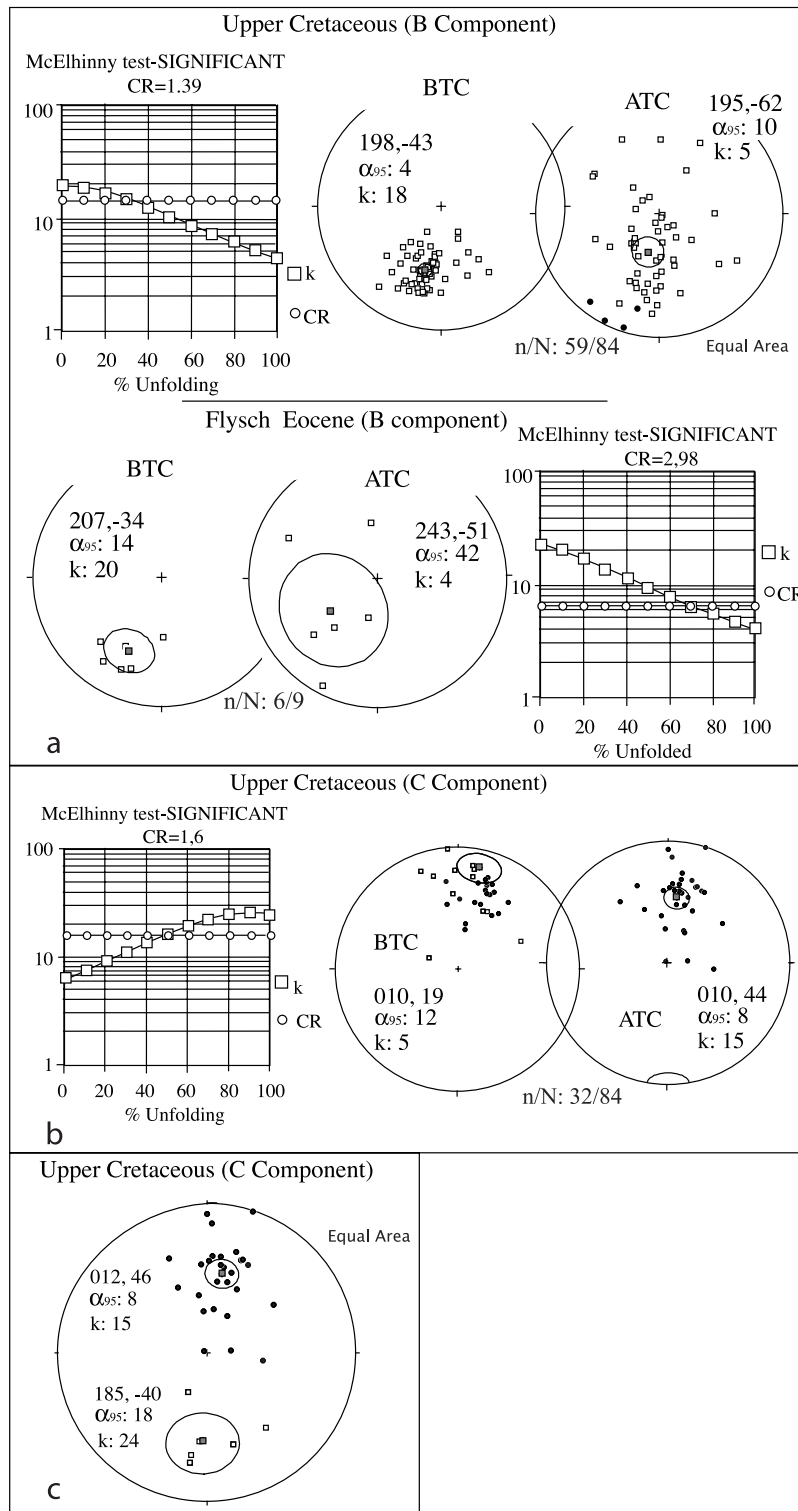 Upper Cretaceous (B Component)
McElhinny test-SIGNIFICANT
CR=1.39
100
10
1
0 20 40 60 80 100
% Unfolding
k
CR
BTC
198,-43
α95: 4
k: 18
ATC
195,-62
α95: 10
k: 5
n/N: 59/84
Equal Area
Flysch Eocene (B component)
BTC
207,-34
α95: 14
k: 20
ATC
243,-51
α95: 42
k: 4
n/N: 6/9
McElhinny test-SIGNIFICANT
CR=2,98
100
10
1
0 20 40 60 80 100
% Unfolded
k
CR
a
Upper Cretaceous (C Component)
McElhinny test-SIGNIFICANT
CR=1,6
100
10
1
0 20 40 60 80 100
% Unfolding
k
CR
BTC
010, 19
α95: 12
k: 5
ATC
010, 44
α95: 8
k: 15
n/N: 32/84
b
Upper Cretaceous (C Component)
Equal Area
012, 46
α95: 8
k: 15
185, -40
α95: 18
k: 24
c